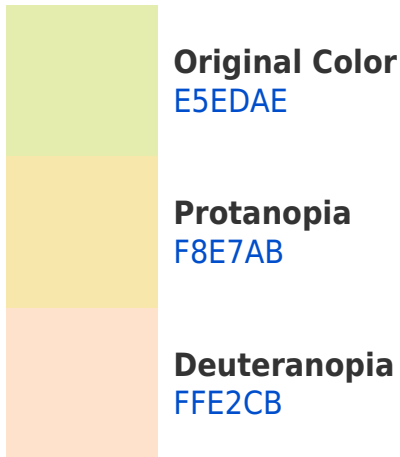 Original Color
E5EDAE
Protanopia
F8E7AB
Deuteranopia
FFE2CB